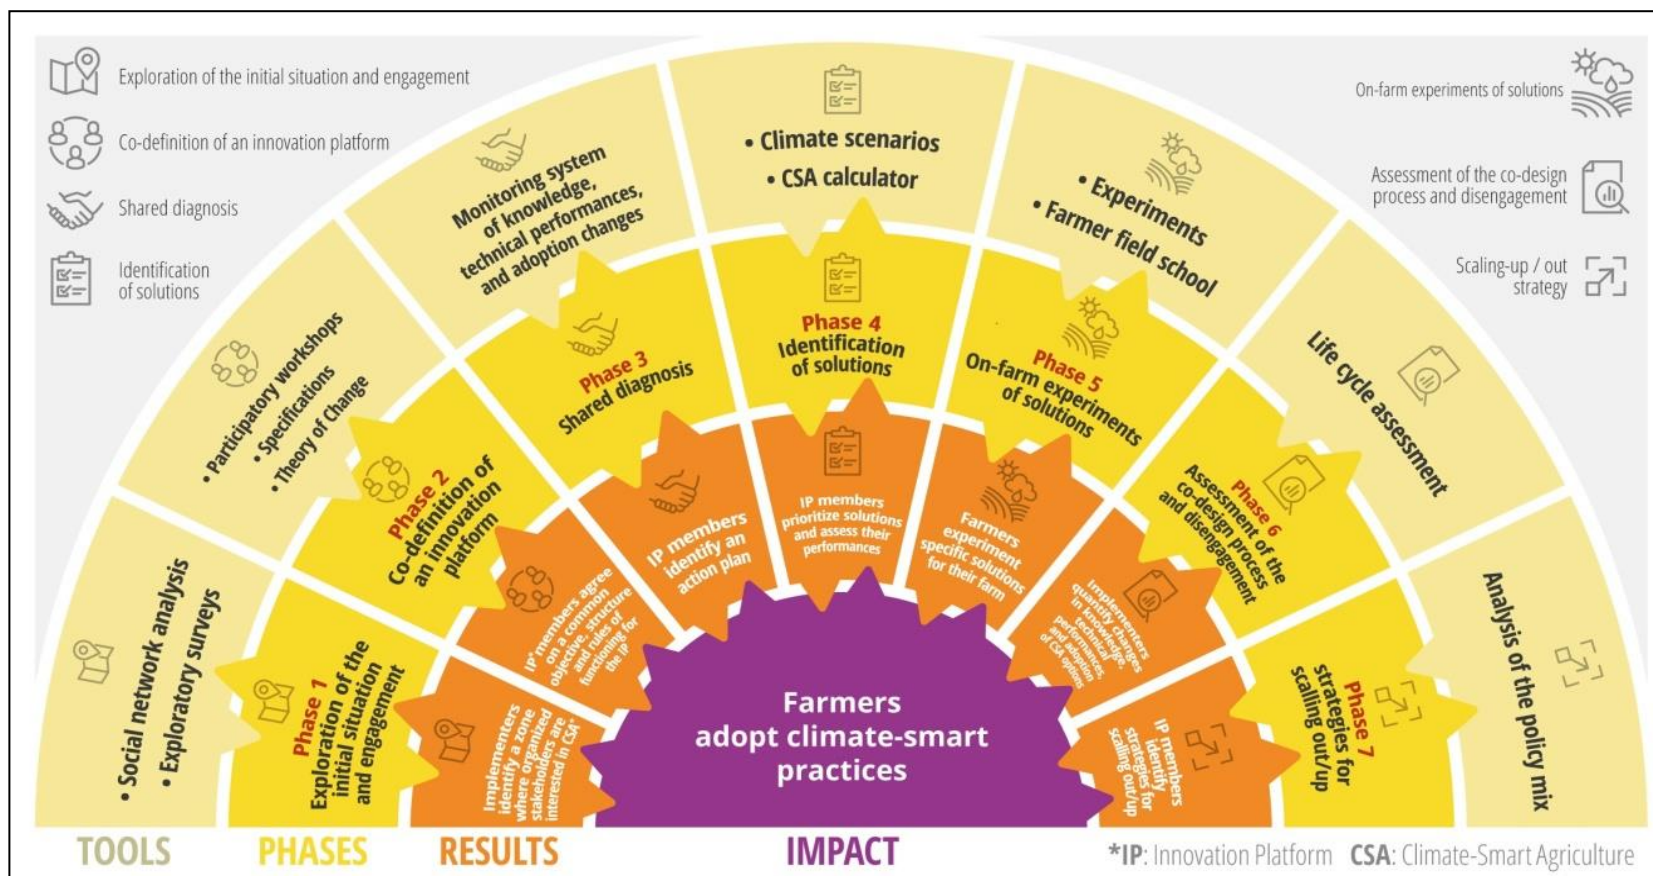 Exploration of the initial situation and engagement
Co-definition of an innovation platform
Shared diagnosis
Identification
of solutions
On-farm experiments of solutions
Assessment of the co-design
process and disengagement
Scaling-up / out
strategy
• Social network analysis
• Exploratory surveys
• Participatory workshops
• Specifications
• Theory of Change
Monitoring system
of knowledge,
technical performances,
and adoption changes
• Climate scenarios
• CSA calculator
• Experiments
• Farmer field school
Life cycle assessment
Analysis of the policy mix
Phase 1
Exploration of the
initial situation
and engagement
Phase 2
Co-definition of
an innovation
platform
Phase 3
Shared diagnosis
Phase 4
Identification
of solutions
Phase 5
On-farm experiments
of solutions
Phase 6
Assessment of the
co-design process
and disengagement
Phase 7
strategies for
scalling out/up
Implementers
identify a zone
where organized
stakeholders are
interested in CSA*
IP* members agree
on a common
objective, structure
and rules of
functioning for
the IP
IP members
identify an
action plan
IP members
prioritize solutions
and assess their
performances
Farmers
experiment
specific solutions
for their farm
Implementers
quantify changes
in knowledge,
technical
performances,
and adoption
of CSA options
IP members
identify
strategies for
scalling out/up
Farmers
adopt climate-smart
practices
TOOLS
PHASES
RESULTS
IMPACT
*IP: Innovation Platform CSA: Climate-Smart Agriculture